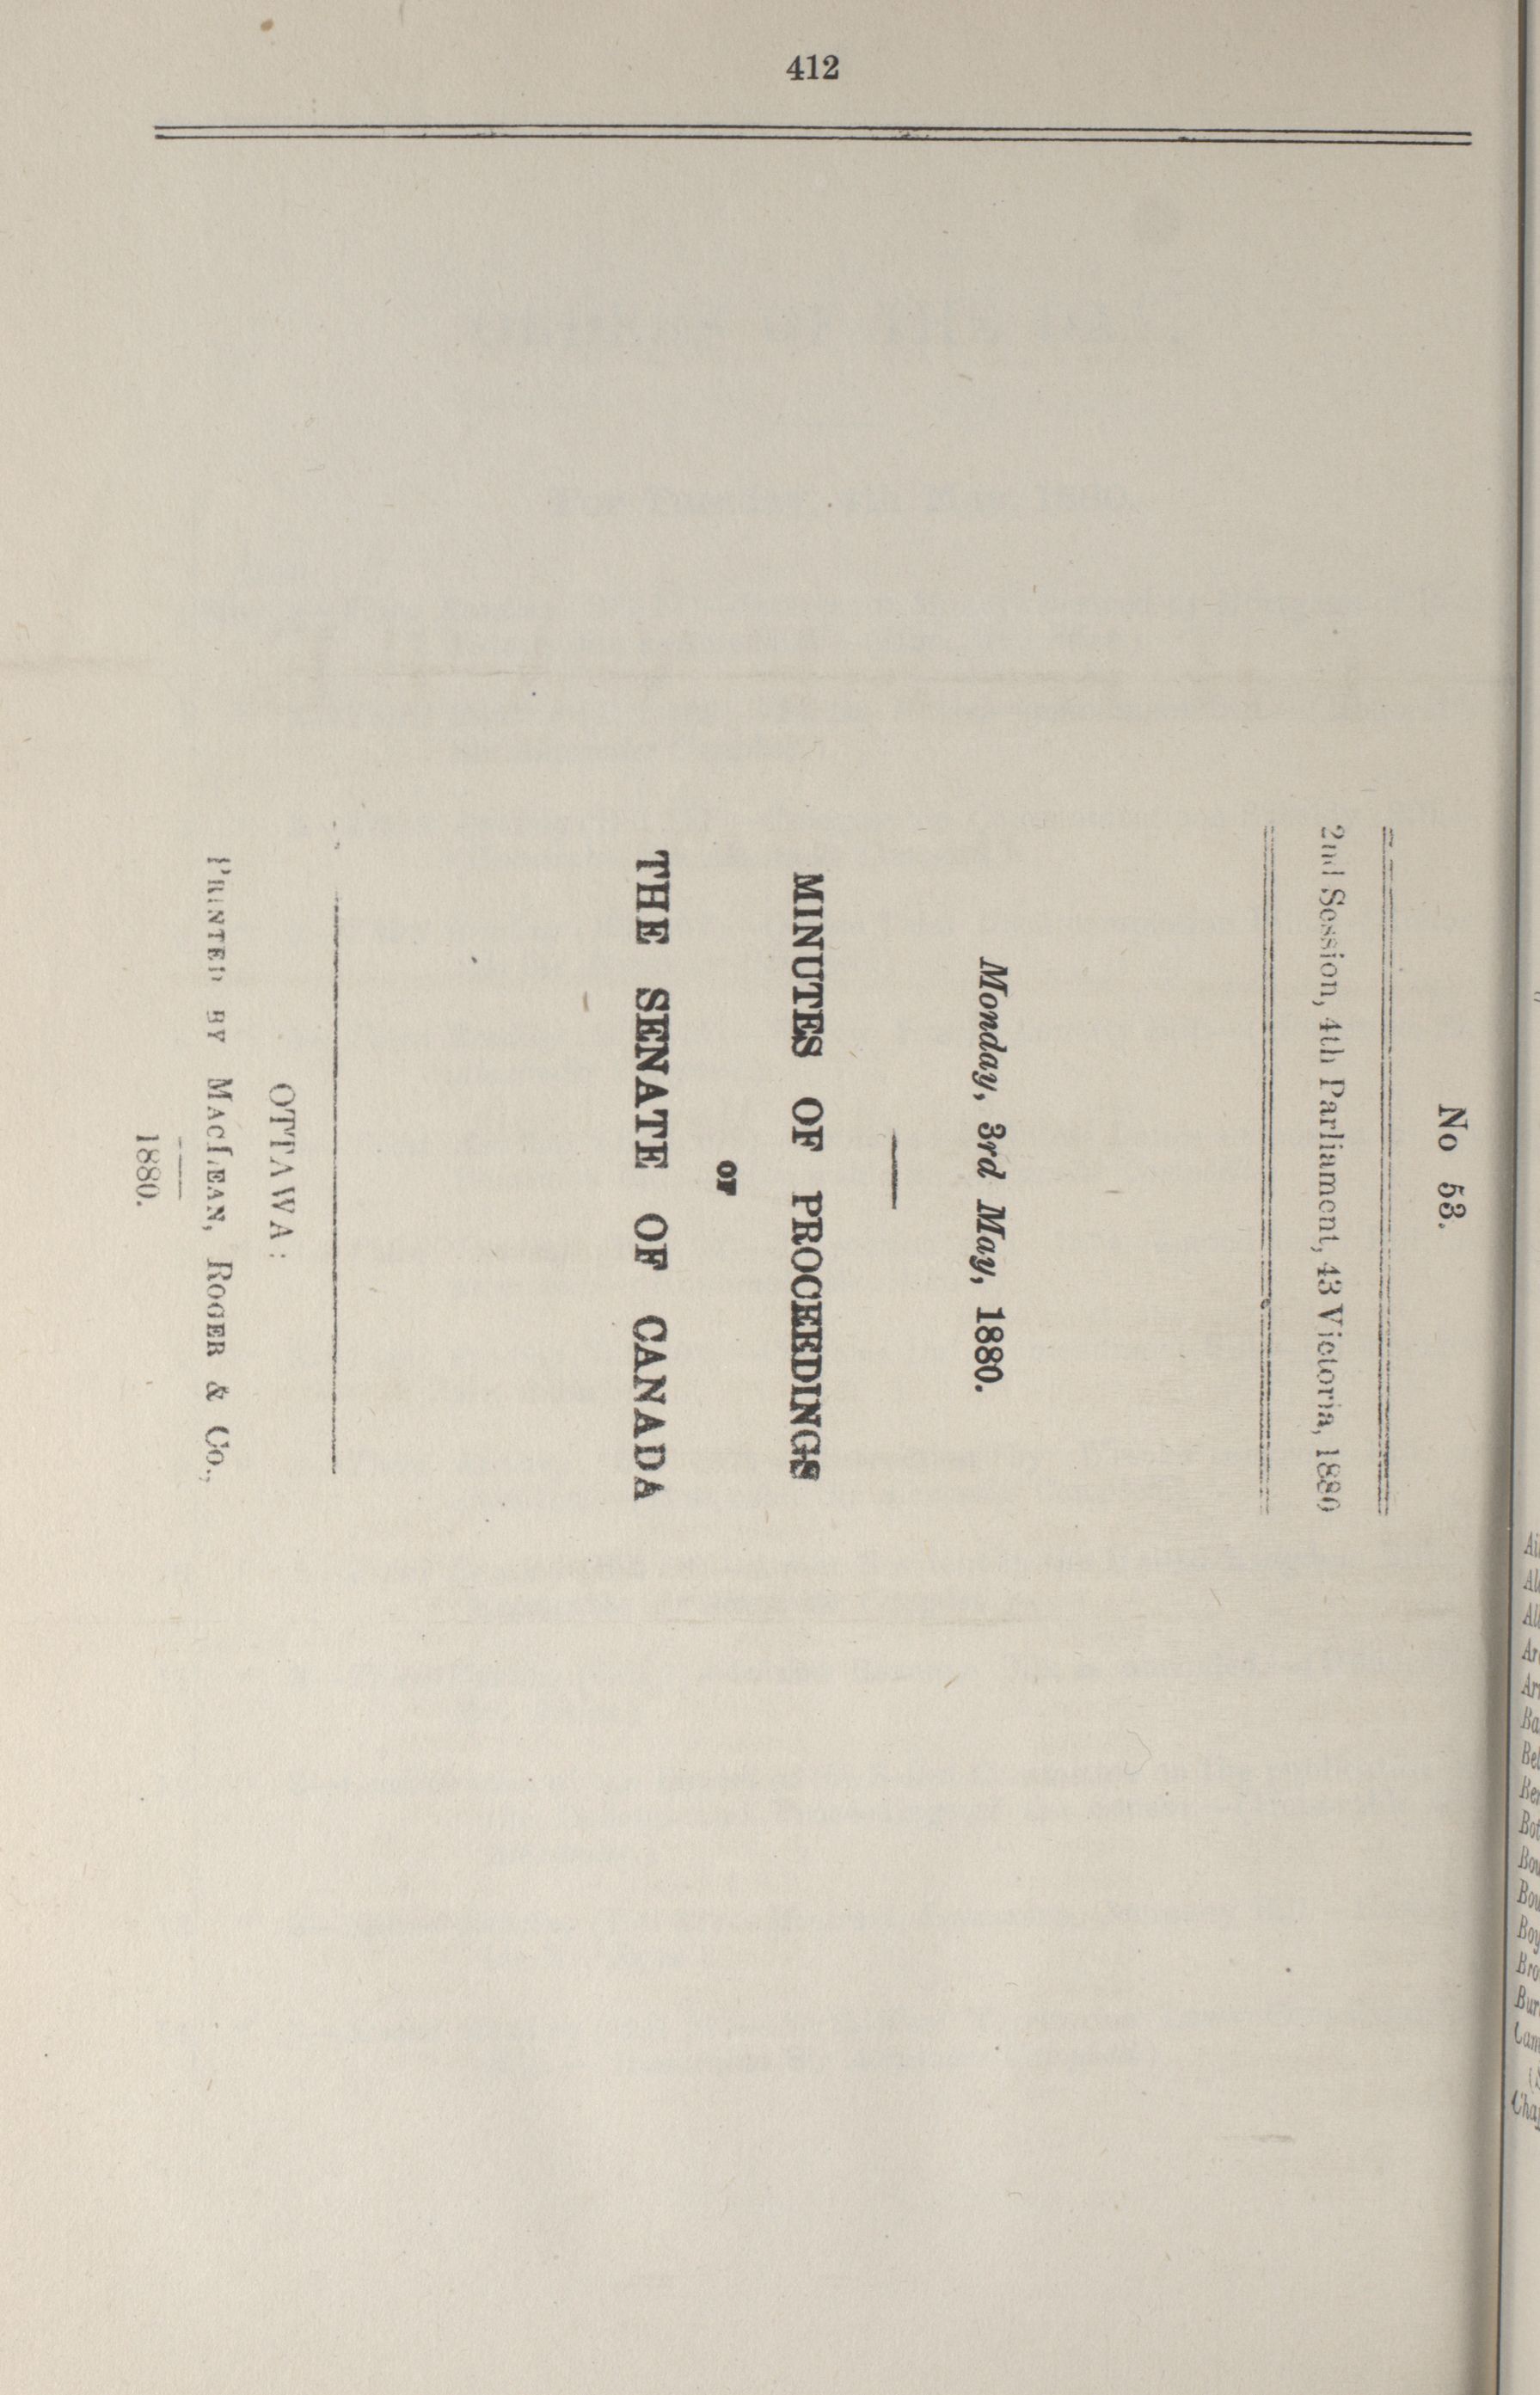 412
No 53.
2nd Session, 4th Parliament, 43 Victoria, 1880
Monday, 3rd May, 1880.
MINUTES OF PROCEEDINGS
OF
THE SENATE OF CANADA
OTTAWA:
PRINTED BY MACLEAN, ROGER & Co.,
1880.